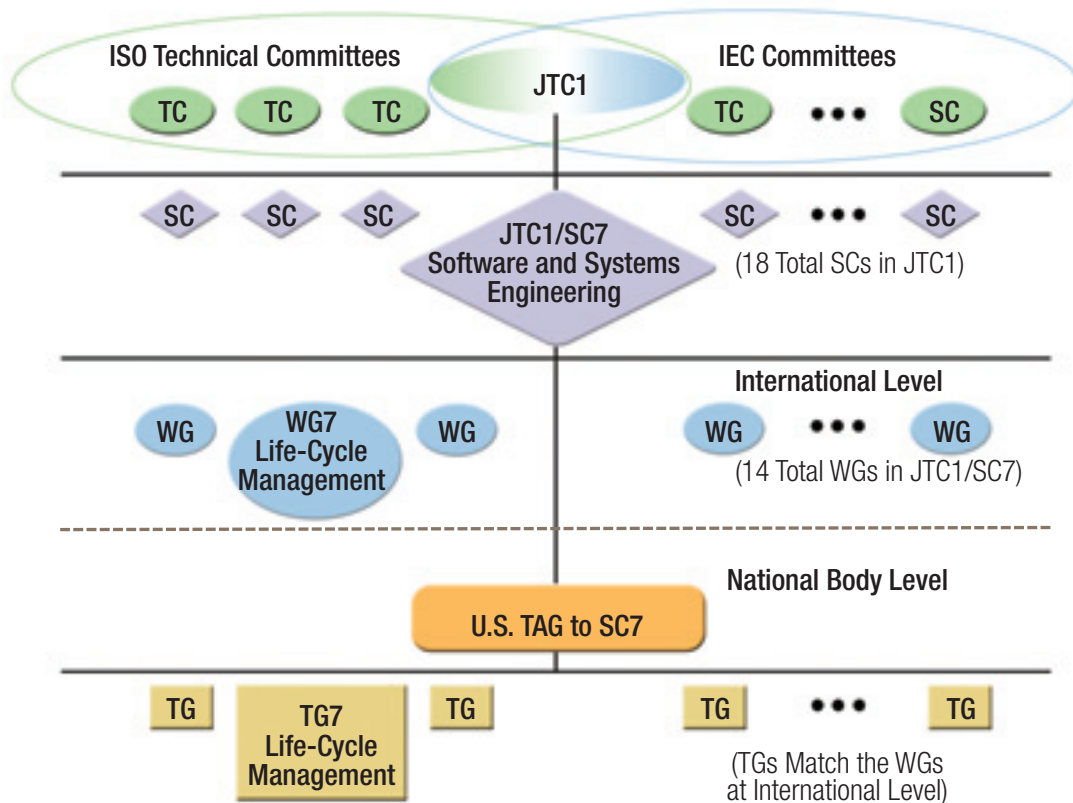 ISO Technical Committees
JTC1
IEC Committees
TC TC TC TC ••• SC
SC SC SC SC ••• SC
JTC1/SC7
Software and Systems
Engineering
(18 Total SCs in JTC1)
International Level
WG
WG7
Life-Cycle
Management
WG WG ••• WG
(14 Total WGs in JTC1/SC7)
National Body Level
U.S. TAG to SC7
TG
TG7
Life-Cycle
Management
TG TG ••• TG
(TGs Match the WGs
at International Level)